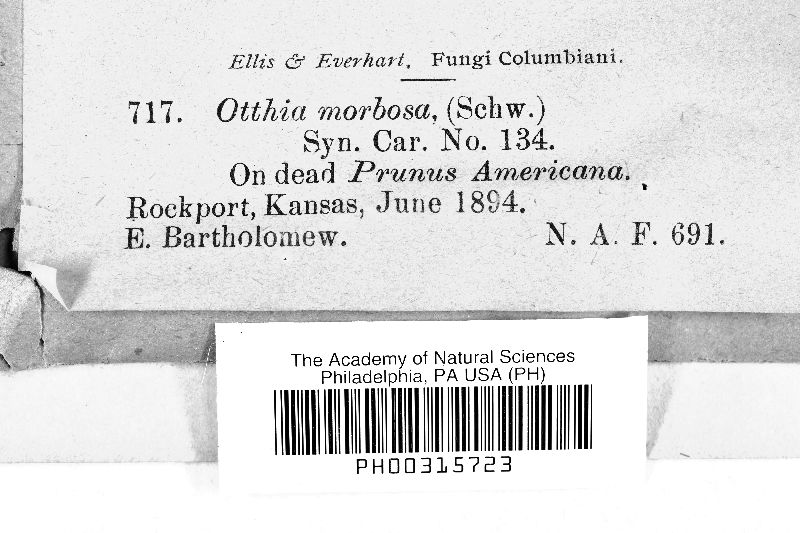 Ellis & Everhart, Fungi Columbiani.
717. Otthia morbosa, (Schw.)
Syn. Car. No. 134.
On dead Prunus Americana.
Rockport, Kansas, June 1894.
E. Bartholomew. N. A. F. 691.
The Academy of Natural Sciences
Philadelphia, PA USA (PH)
PH00315723